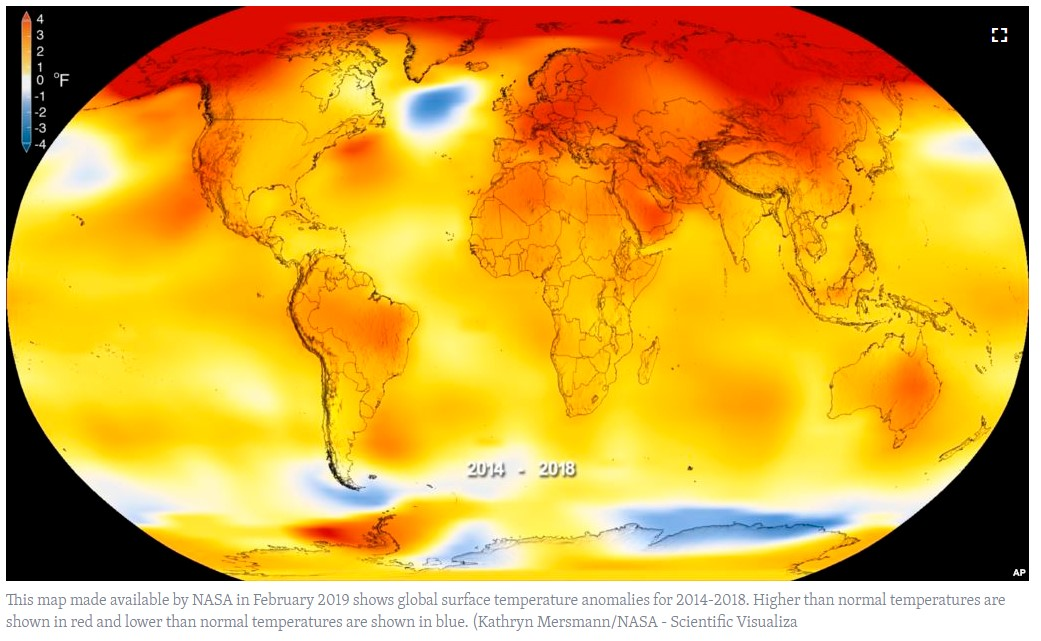 4
3
2
1
0 °F
-1
-2
-3
-4
2014 - 2018
AP
This map made available by NASA in February 2019 shows global surface temperature anomalies for 2014-2018. Higher than normal temperatures are
shown in red and lower than normal temperatures are shown in blue. (Kathryn Mersmann/NASA - Scientific Visualiza